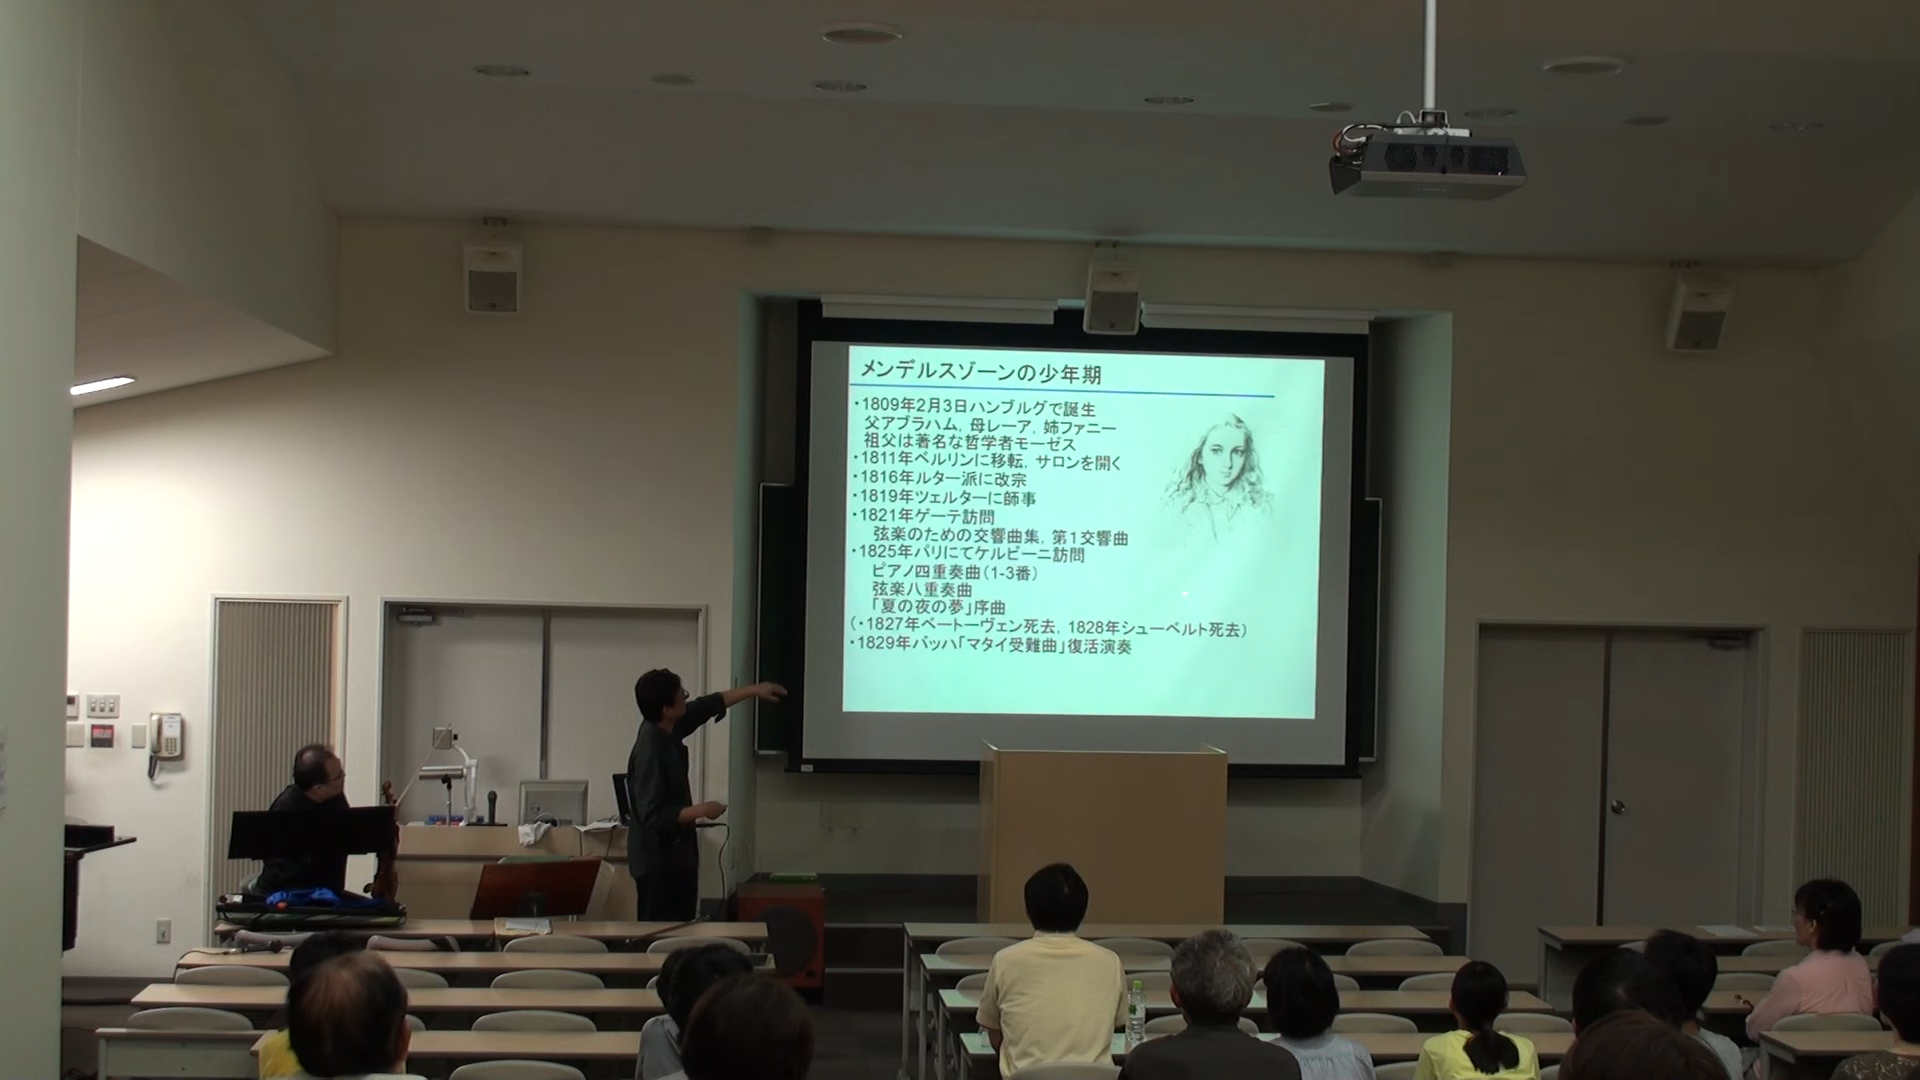 メンデルスゾーンの少年期
・1809年2月3日ハンブルグで誕生
父アブラハム，母レーア，姉ファニー
祖父は著名な哲学者モーゼス
・1811年ベルリンに移転，サロンを開く
・1816年ルター派に改宗
・1819年ツェルターに師事
・1821年ゲーテ訪問
弦楽のための交響曲集，第1交響曲
・1825年パリにてケルビーニ訪問
ピアノ四重奏曲（1-3番）
弦楽八重奏曲
「夏の夜の夢」序曲
（・1827年ベートーヴェン死去，1828年シューベルト死去）
・1829年バッハ「マタイ受難曲」復活演奏